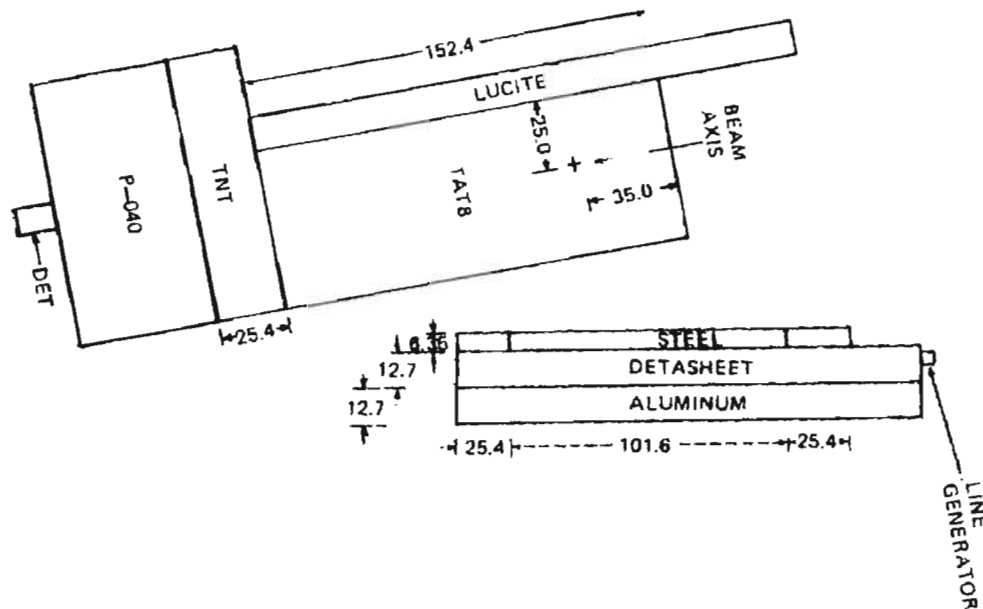 152.4
LUCITE
25.0
BEAM
AXIS
P-040
TNT
TATB
35.0
DET
25.4
6.35
STEEL
12.7
DETASHEET
12.7
ALUMINUM
25.4
101.6
25.4
LINE
GENERATOR